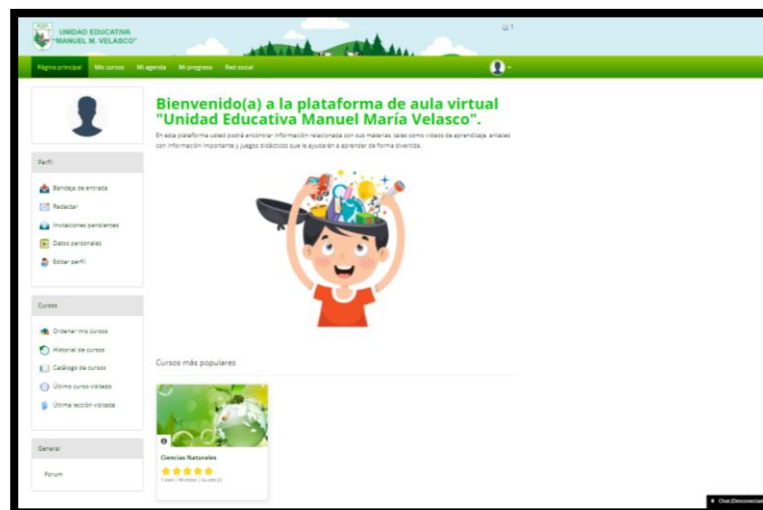 UNIDAD EDUCATIVA
"MANUEL M. VELASCO"
1
Página principal Mis cursos Mi agenda Mi progreso Red social
Bienvenido(a) a la plataforma de aula virtual
"Unidad Educativa Manuel María Velasco".
En esta plataforma usted podrá encontrar información relacionada con sus materias, tales como videos de aprendizaje, enlaces
con información importante y juegos didácticos que le ayudarán a aprender de forma divertida.
Perfil
Bandeja de entrada
Redactar
Invitaciones pendientes
Datos personales
Editar perfil
Cursos
Ordenar mis cursos
Historial de cursos
Catálogo de cursos
Último curso visitado
Última lección visitada
General
Forum
Cursos más populares
Ciencias Naturales
Chat (Desconectado